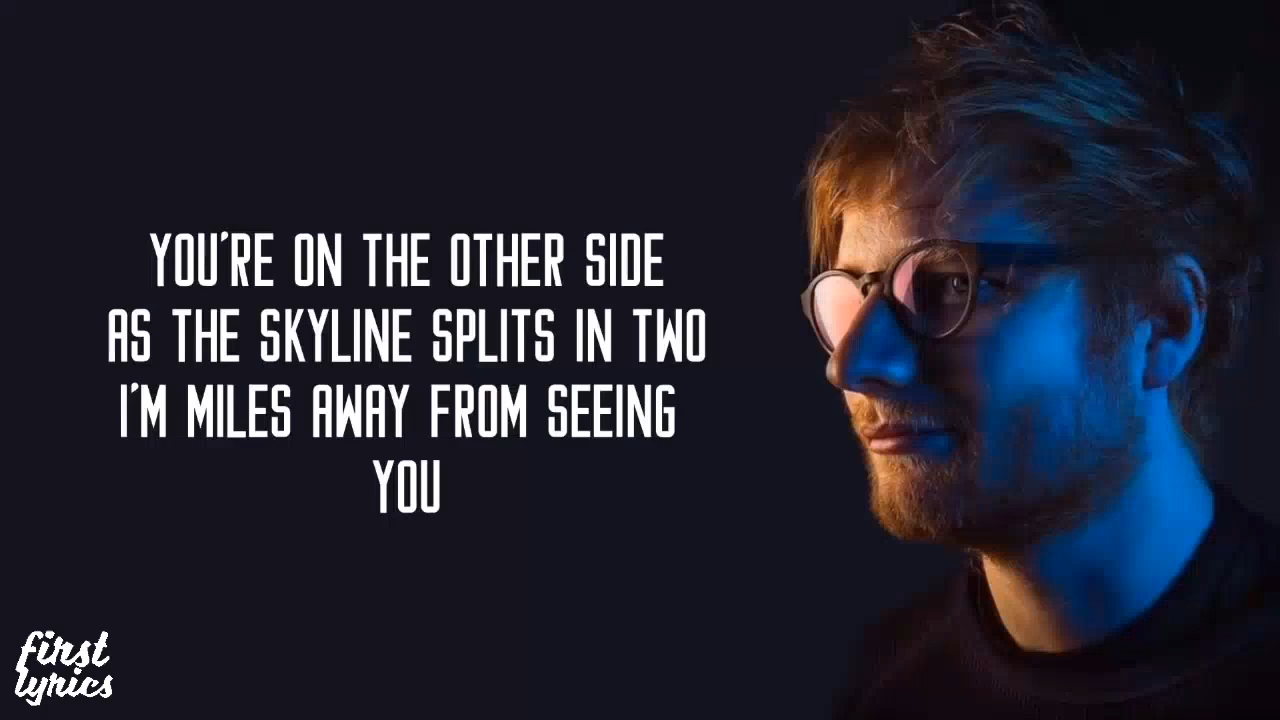 YOU'RE ON THE OTHER SIDE
AS THE SKYLINE SPLITS IN TWO
I'M MILES AWAY FROM SEEING
YOU
first
lyrics